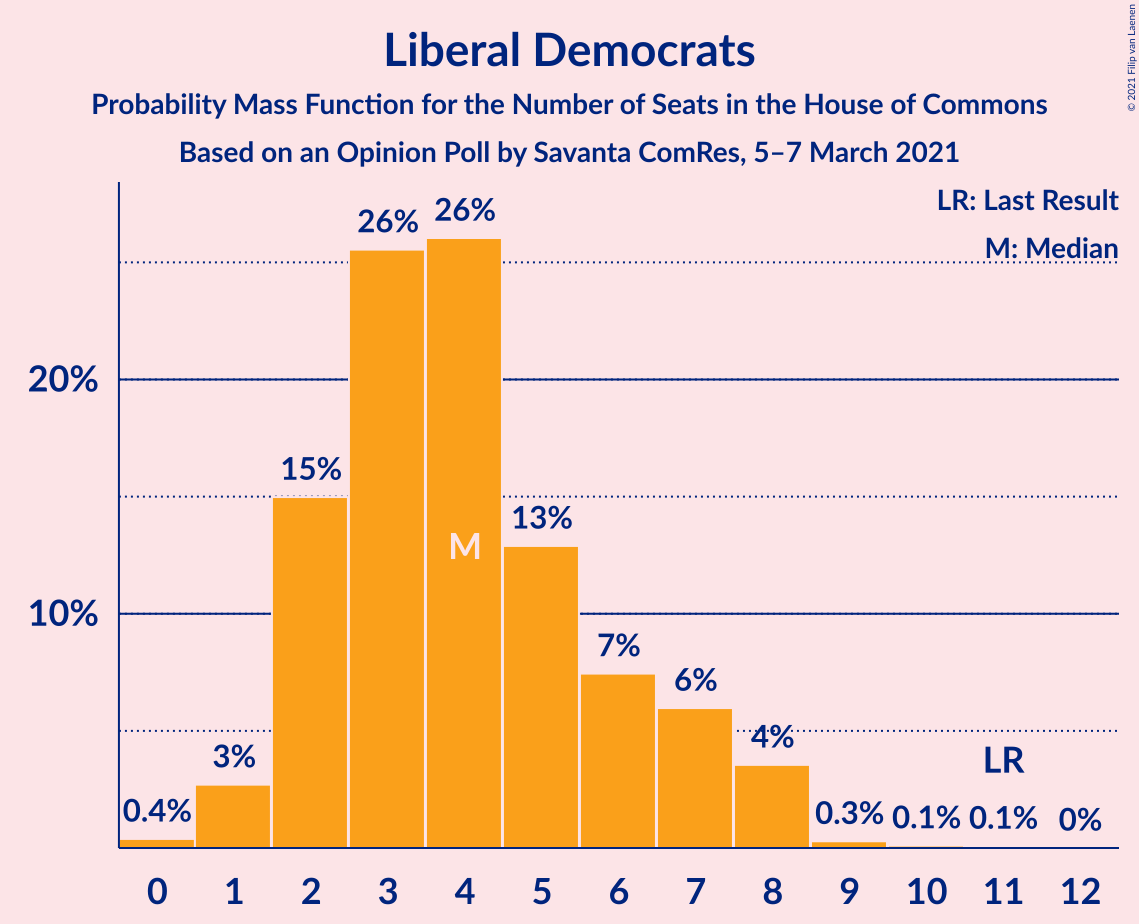 © 2021 Filip van Laenen
Liberal Democrats
Probability Mass Function for the Number of Seats in the House of Commons
Based on an Opinion Poll by Savanta ComRes, 5–7 March 2021
LR: Last Result
M: Median
26%
26%
20%
15%
13%
M
10%
7%
6%
4%
3%
LR
0.4%
0.3%
0.1%
0.1%
0%
0 1 2 3 4 5 6 7 8 9 10 11 12